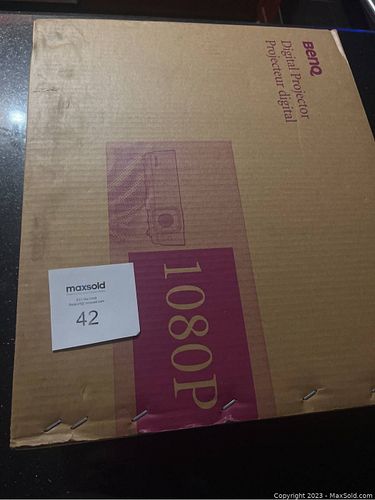 BenQ
Digital Projector
Projecteur digital
1080P
maxsold
42
Copyright © 2023 - MaxSold.com